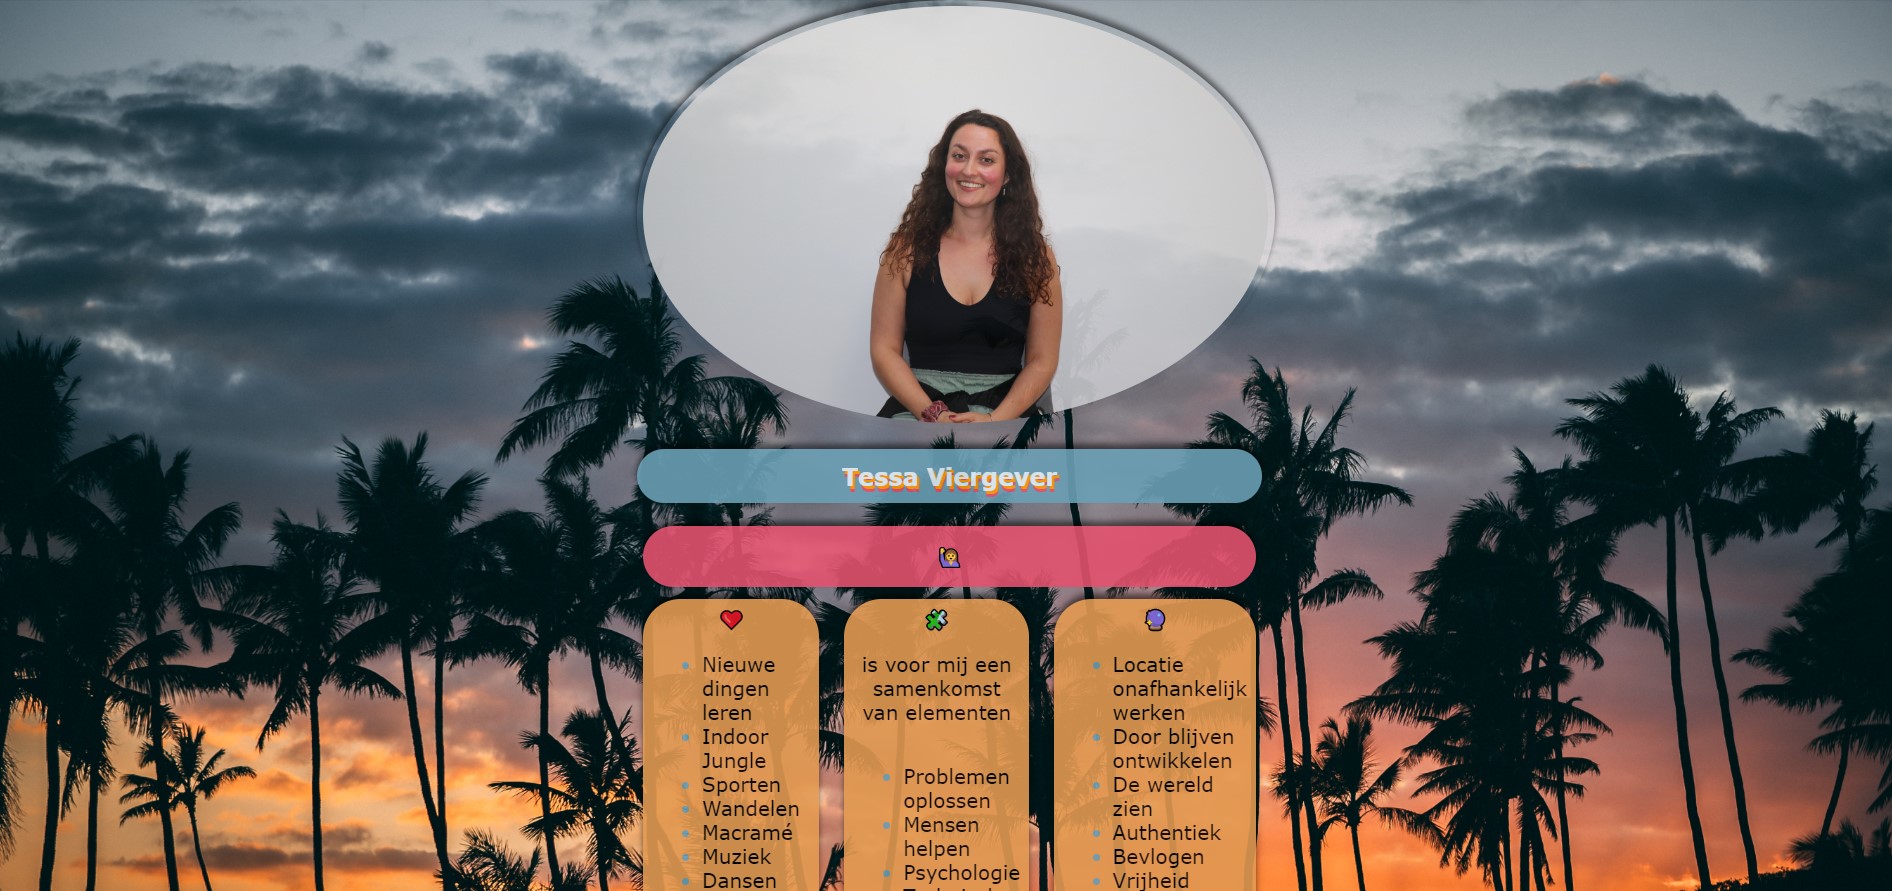 Tessa Viergever
Nieuwe
dingen
leren
Indoor
Jungle
Sporten
Wandelen
Macramé
Muziek
Dansen
is voor mij een
samenkomst
van elementen
Problemen
oplossen
Mensen
helpen
Psychologie
Locatie
onafhankelijk
werken
Door blijven
ontwikkelen
De wereld
zien
Authentiek
Bevlogen
Vrijheid